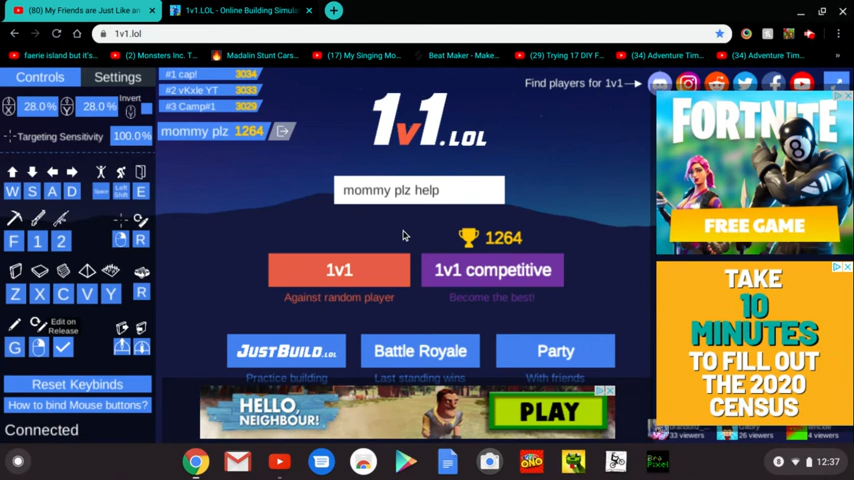 (80) My Friends are Just Like an
1v1.LOL - Online Building Simula
1v1.lol
faerie island but it's...
(2) Monsters Inc. T...
Madalin Stunt Cars...
(17) My Singing Mo...
Beat Maker - Make...
(29) Trying 17 DIY F...
(34) Adventure Tim...
(34) Adventure Tim...
Controls
Settings
X 28.0%
Y 28.0%
Invert
Targeting Sensitivity 100.0%
W S A D Space Left Shift E
F 1 2 R
Z X C V Y R
Edit on Release
G
Reset Keybinds
How to bind Mouse buttons?
Connected
#1 cap! 3034
#2 vKxle YT 3033
#3 Camp#1 3029
mommy plz 1264
Find players for 1v1
1v1.LOL
mommy plz help
1264
1v1
Against random player
1v1 competitive
Become the best!
JUSTBUILD.LOL
Practice building
Battle Royale
Last standing wins
Party
With friends
HELLO, NEIGHBOUR!
PLAY
FORTNITE
8
FREE GAME
TAKE
10
MINUTES
TO FILL OUT
THE 2020
CENSUS
33 viewers
26 viewers
4 viewers
ONO
Pixel
8
12:37